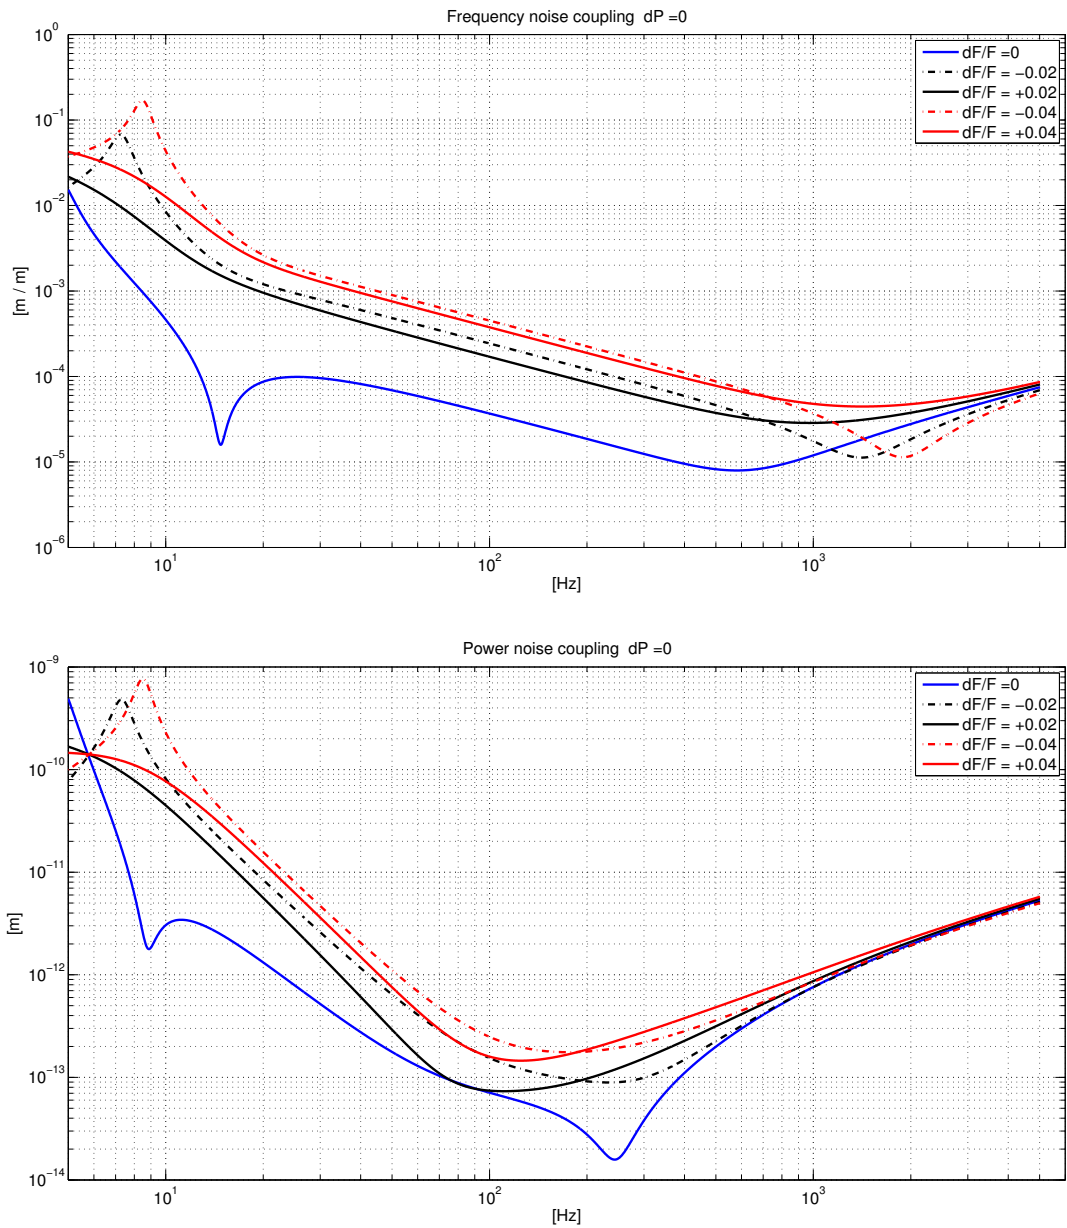 Frequency noise coupling dP =0
10^0
10^−1
10^−2
10^−3
10^−4
10^−5
10^−6
[m / m]
dF/F =0
dF/F = −0.02
dF/F = +0.02
dF/F = −0.04
dF/F = +0.04
10^1 10^2 10^3
[Hz]
Power noise coupling dP =0
10^−9
10^−10
10^−11
10^−12
10^−13
10^−14
[m]
dF/F =0
dF/F = −0.02
dF/F = +0.02
dF/F = −0.04
dF/F = +0.04
10^1 10^2 10^3
[Hz]